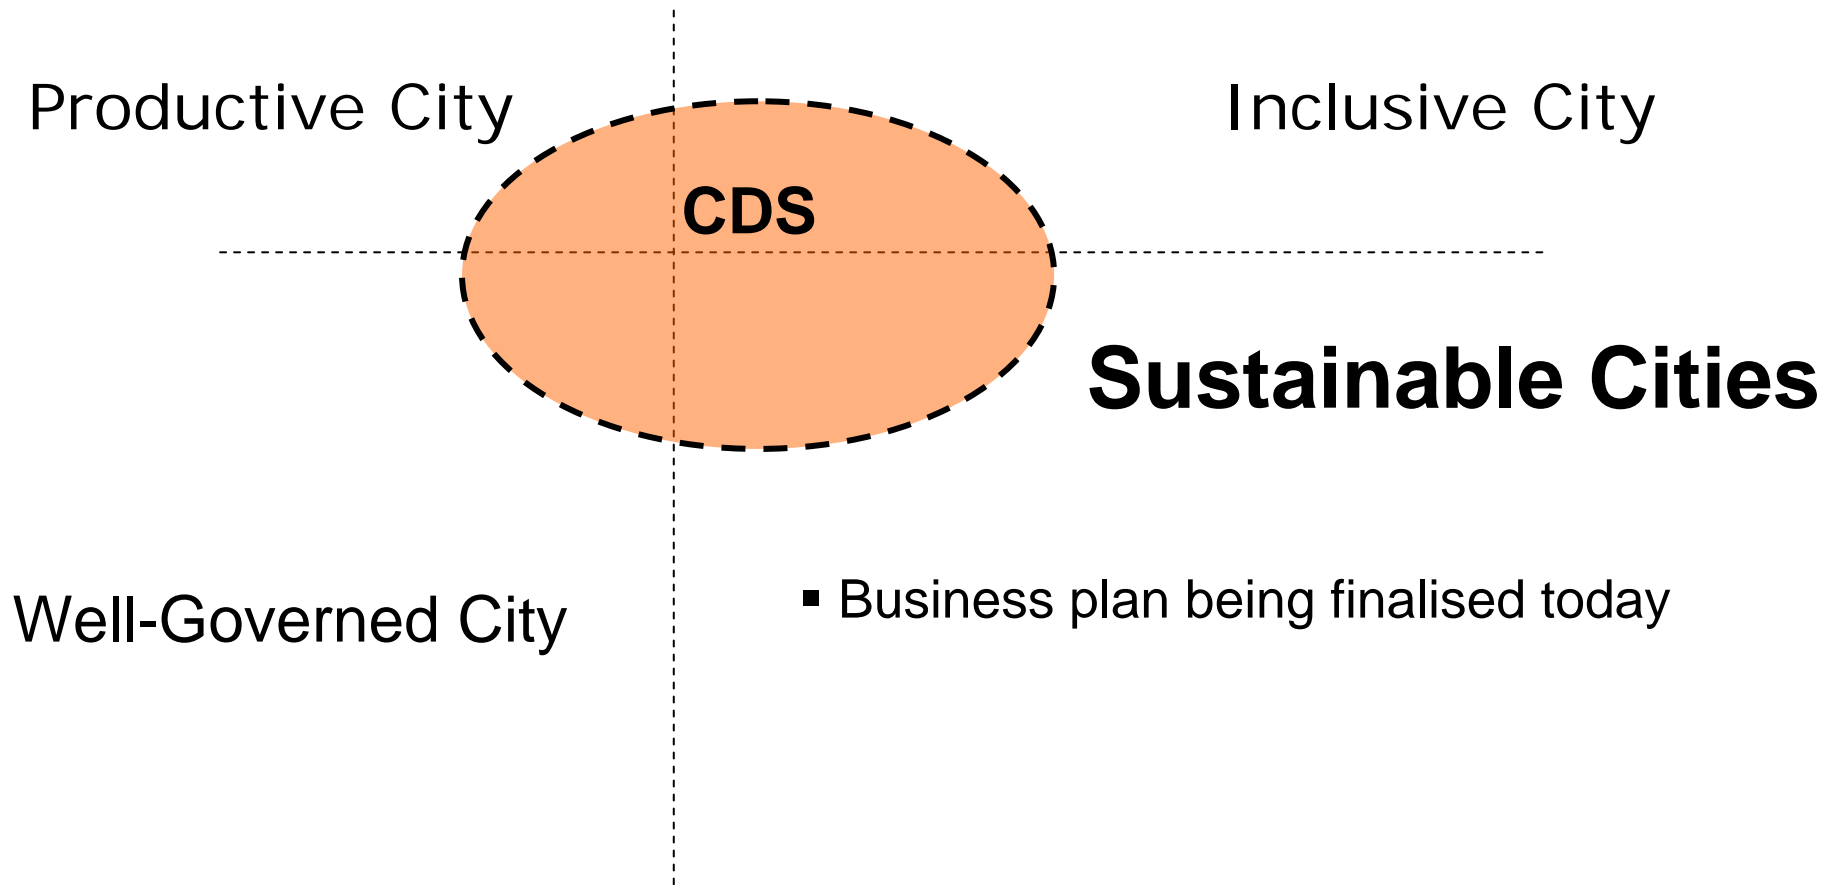 Productive City
Inclusive City
CDS
Sustainable Cities
Well-Governed City
▪ Business plan being finalised today